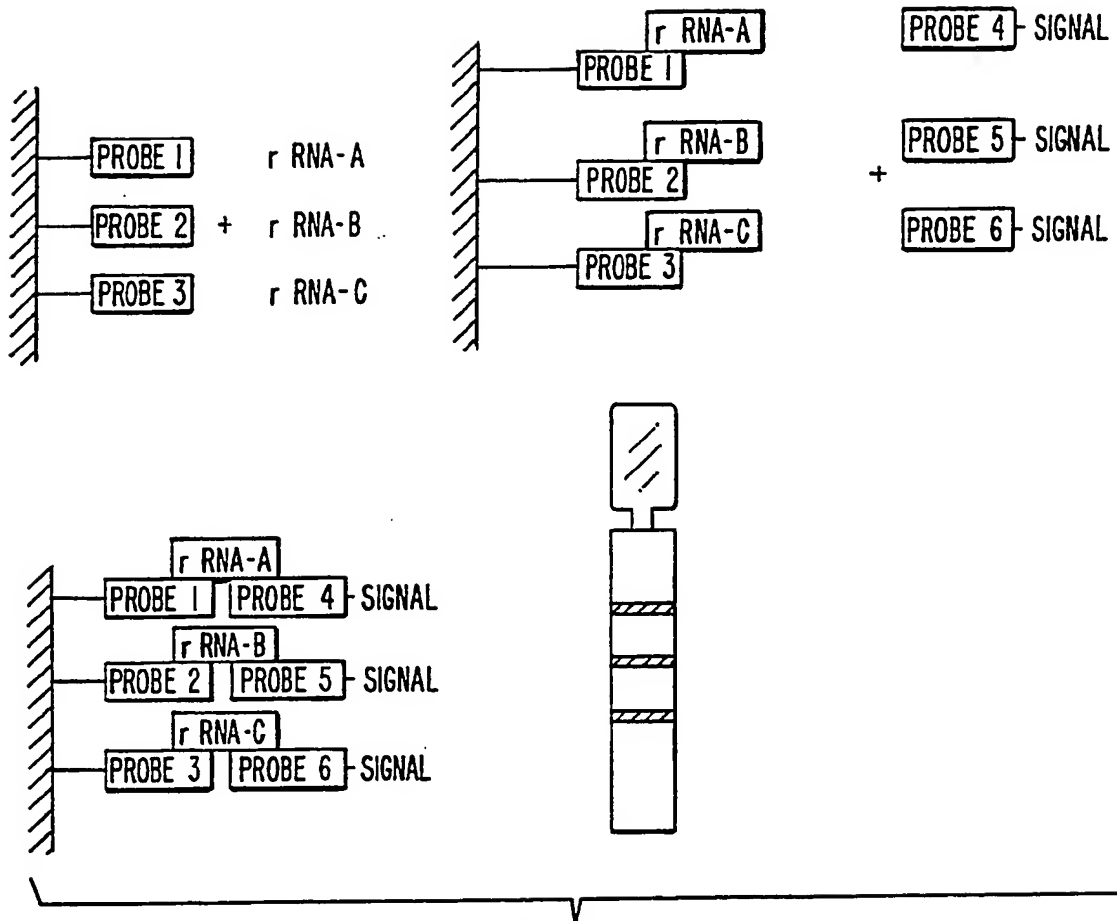 PROBE 1 r RNA-A
PROBE 2 + r RNA-B
PROBE 3 r RNA-C
r RNA-A
PROBE 1
r RNA-B
PROBE 2
r RNA-C
PROBE 3
+
PROBE 4 SIGNAL
PROBE 5 SIGNAL
PROBE 6 SIGNAL
r RNA-A
PROBE 1 PROBE 4 SIGNAL
r RNA-B
PROBE 2 PROBE 5 SIGNAL
r RNA-C
PROBE 3 PROBE 6 SIGNAL